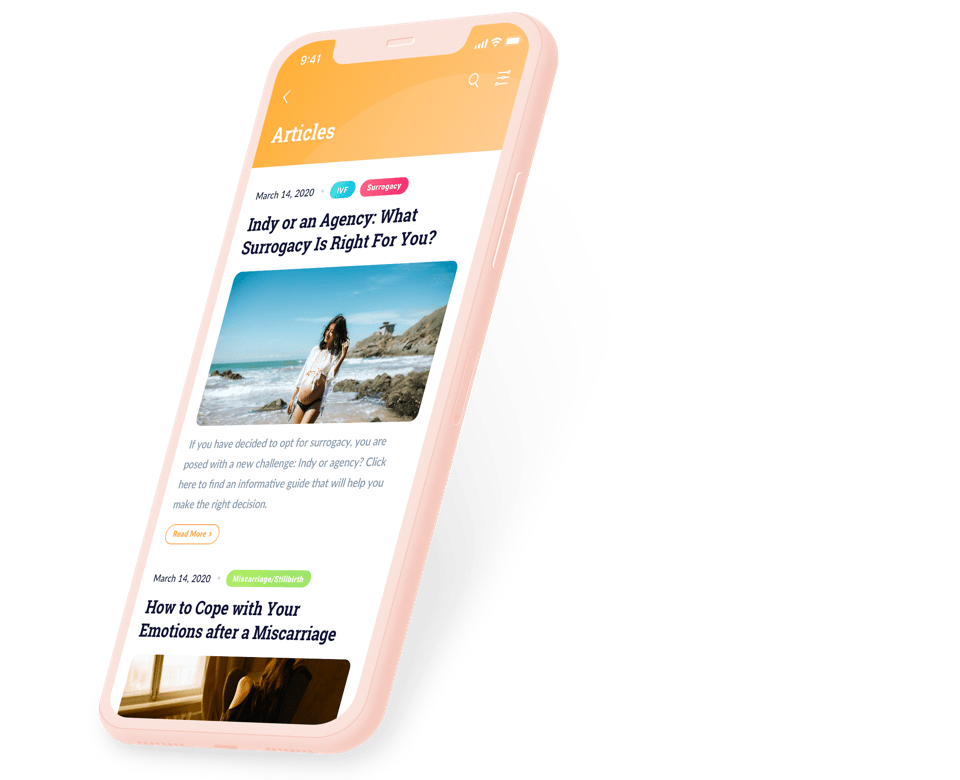 9:41
Articles
March 14, 2020 • IVF Surrogacy
Indy or an Agency: What
Surrogacy Is Right For You?
If you have decided to opt for surrogacy, you are
posed with a new challenge: Indy or agency? Click
here to find an informative guide that will help you
make the right decision.
Read More >
March 14, 2020 • Miscarriage/Stillbirth
How to Cope with Your
Emotions after a Miscarriage